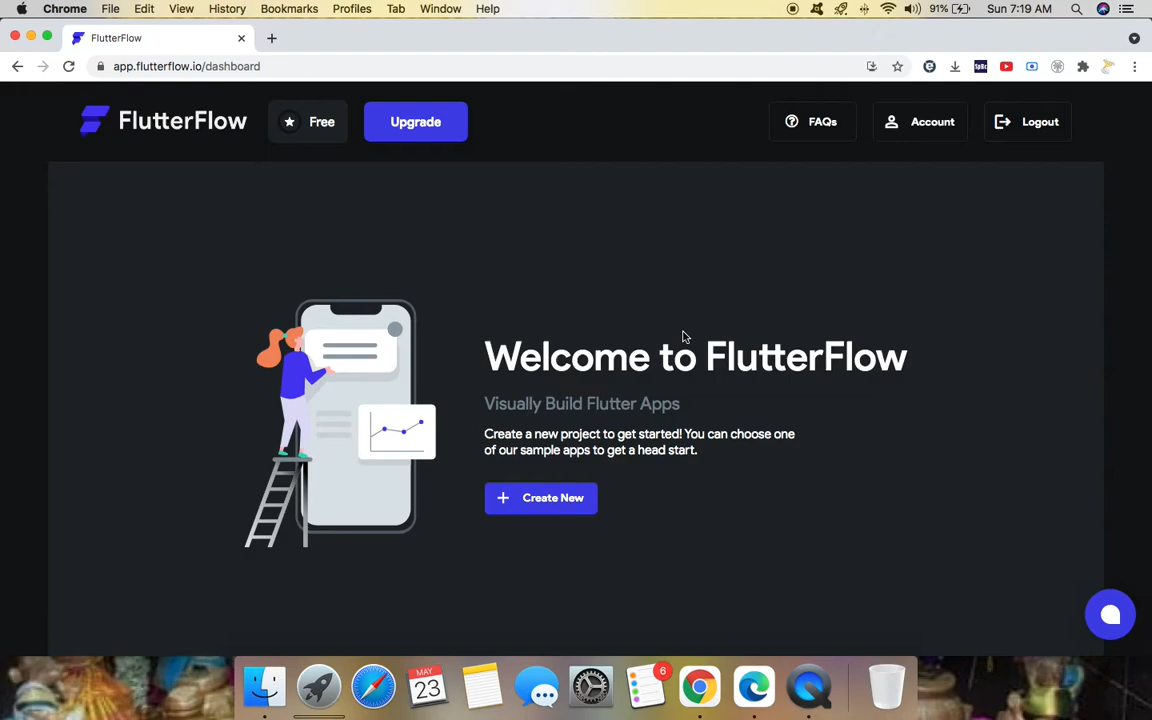 Chrome File Edit View History Bookmarks Profiles Tab Window Help 91% Sun 7:19 AM
FlutterFlow
app.flutterflow.io/dashboard
FlutterFlow Free Upgrade FAQs Account Logout
Welcome to FlutterFlow
Visually Build Flutter Apps
Create a new project to get started! You can choose one
of our sample apps to get a head start.
+ Create New
MAY
23
6